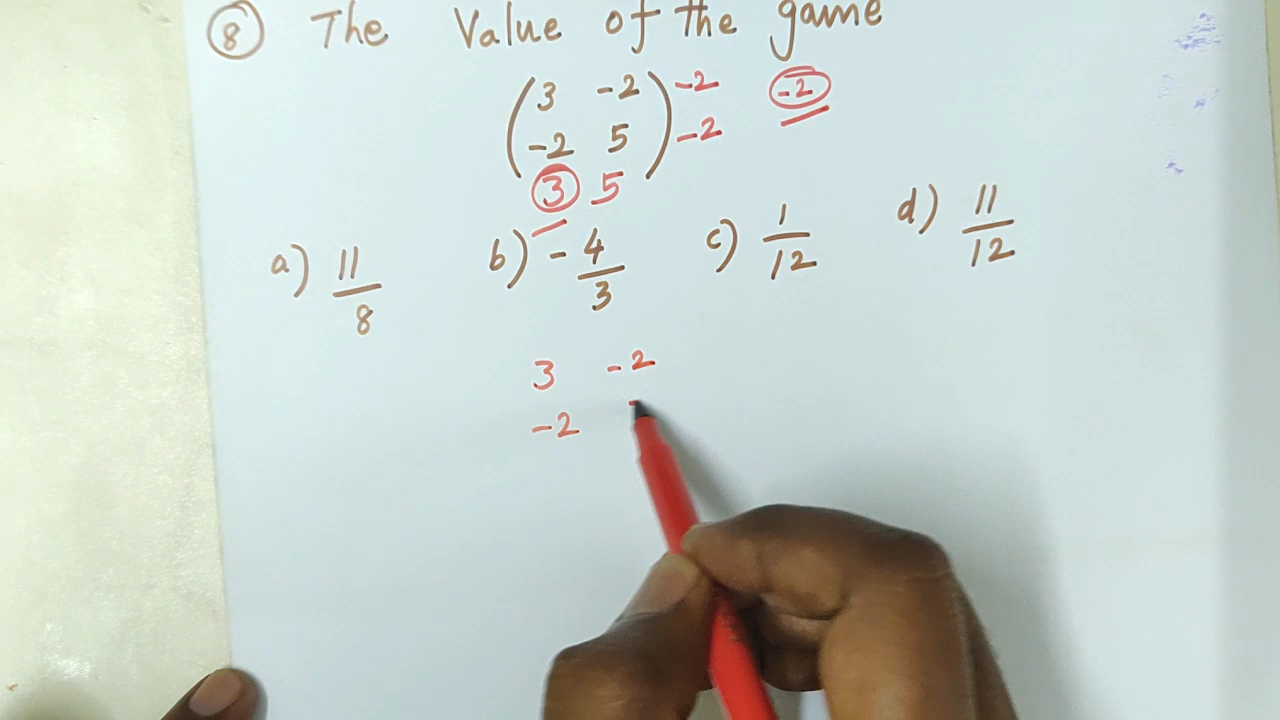 8 The Value of the game
3 -2 -2 -2
-2 5 -2
3 5
a) 11/8 b) -4/3 c) 1/12 d) 11/12
3 -2
-2